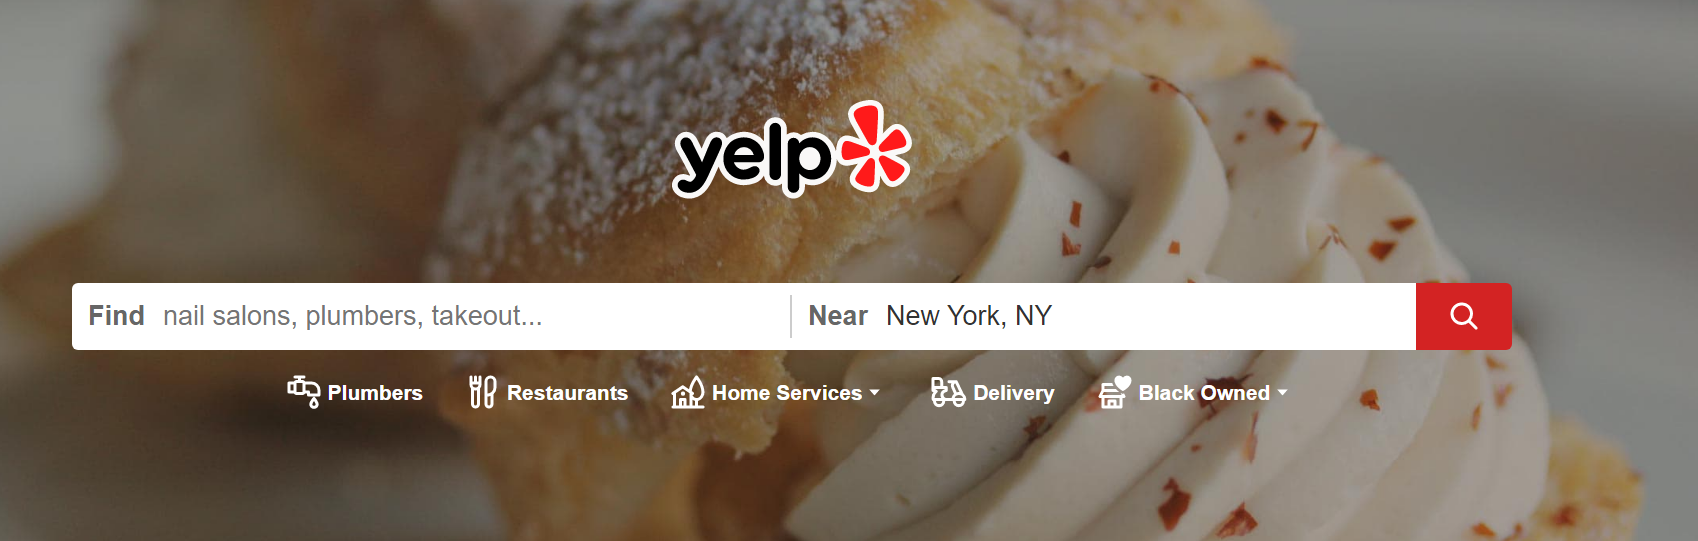 yelp
Find nail salons, plumbers, takeout... Near New York, NY
Plumbers Restaurants Home Services Delivery Black Owned